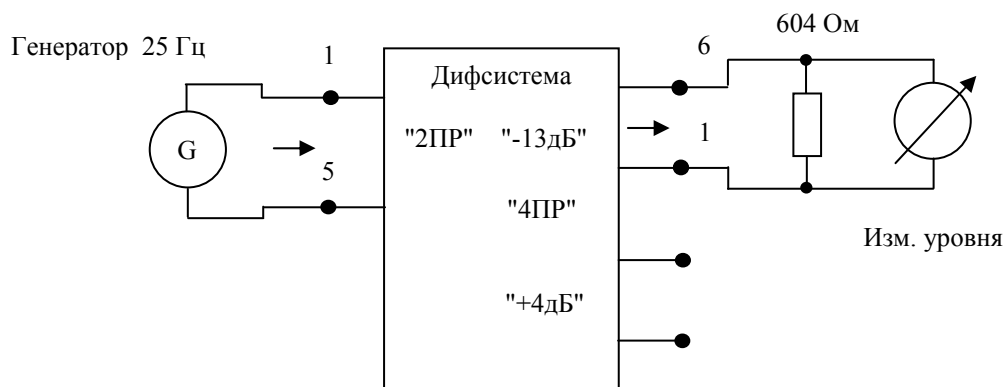 604 Ом
Генератор 25 Гц
1
6
Дифсистема
"2ПР" "-13дБ"
1
G
5
"4ПР"
Изм. уровня
"+4дБ"